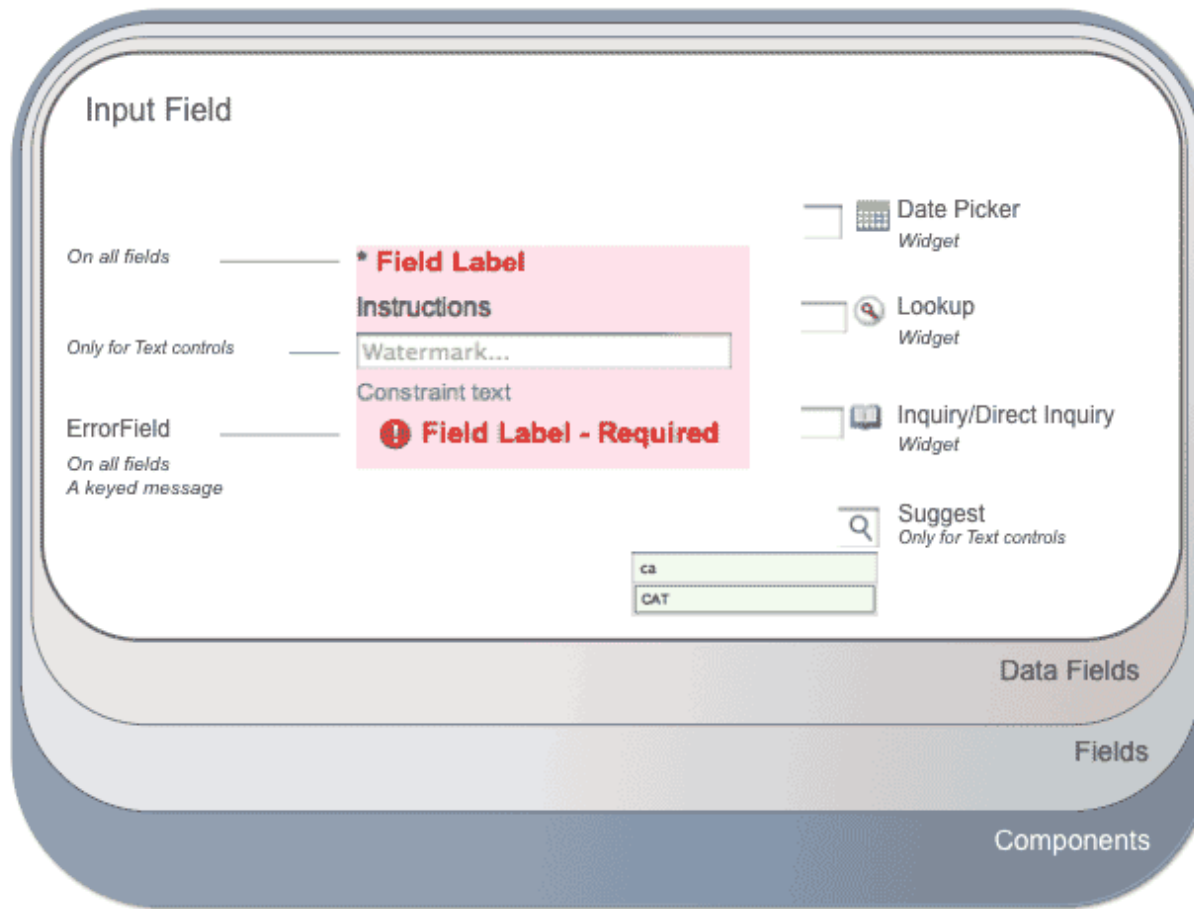 Input Field
On all fields
* Field Label
Instructions
Only for Text controls
Watermark...
Constraint text
ErrorField
On all fields
A keyed message
Field Label - Required
Date Picker
Widget
Lookup
Widget
Inquiry/Direct Inquiry
Widget
Suggest
Only for Text controls
ca
CAT
Data Fields
Fields
Components